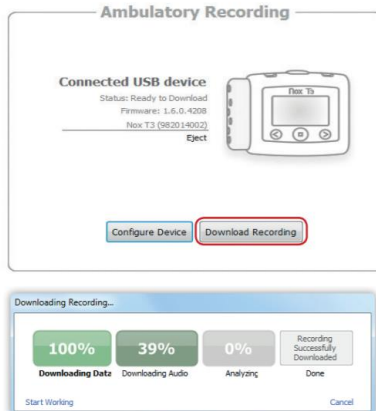 Ambulatory Recording
Connected USB device
Status: Ready to Download
Firmware: 1.6.0.4208
Nox T3 (982014002)
Eject
Nox T3
Configure Device
Download Recording
Downloading Recording...
100%
39%
0%
Recording
Successfully
Downloaded
Downloading Data
Downloading Audio
Analyzing
Done
Start Working
Cancel